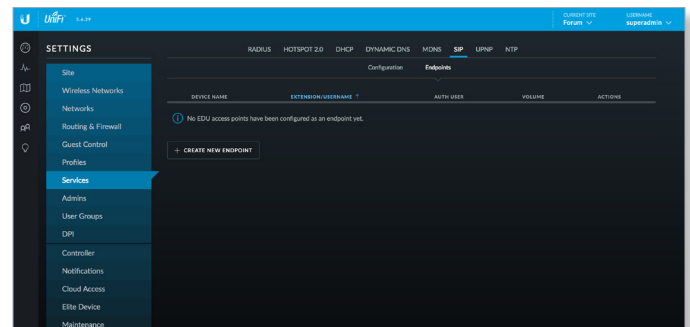 UniFi 5.6.29
CURRENT SITE
Forum
USERNAME
superadmin
SETTINGS
RADIUS HOTSPOT 2.0 DHCP DYNAMIC DNS MDNS SIP UPNP NTP
Configuration Endpoints
DEVICE NAME EXTENSION/USERNAME ↑ AUTH USER VOLUME ACTIONS
No EDU access points have been configured as an endpoint yet.
+ CREATE NEW ENDPOINT
Site
Wireless Networks
Networks
Routing & Firewall
Guest Control
Profiles
Services
Admins
User Groups
DPI
Controller
Notifications
Cloud Access
Elite Device
Maintenance